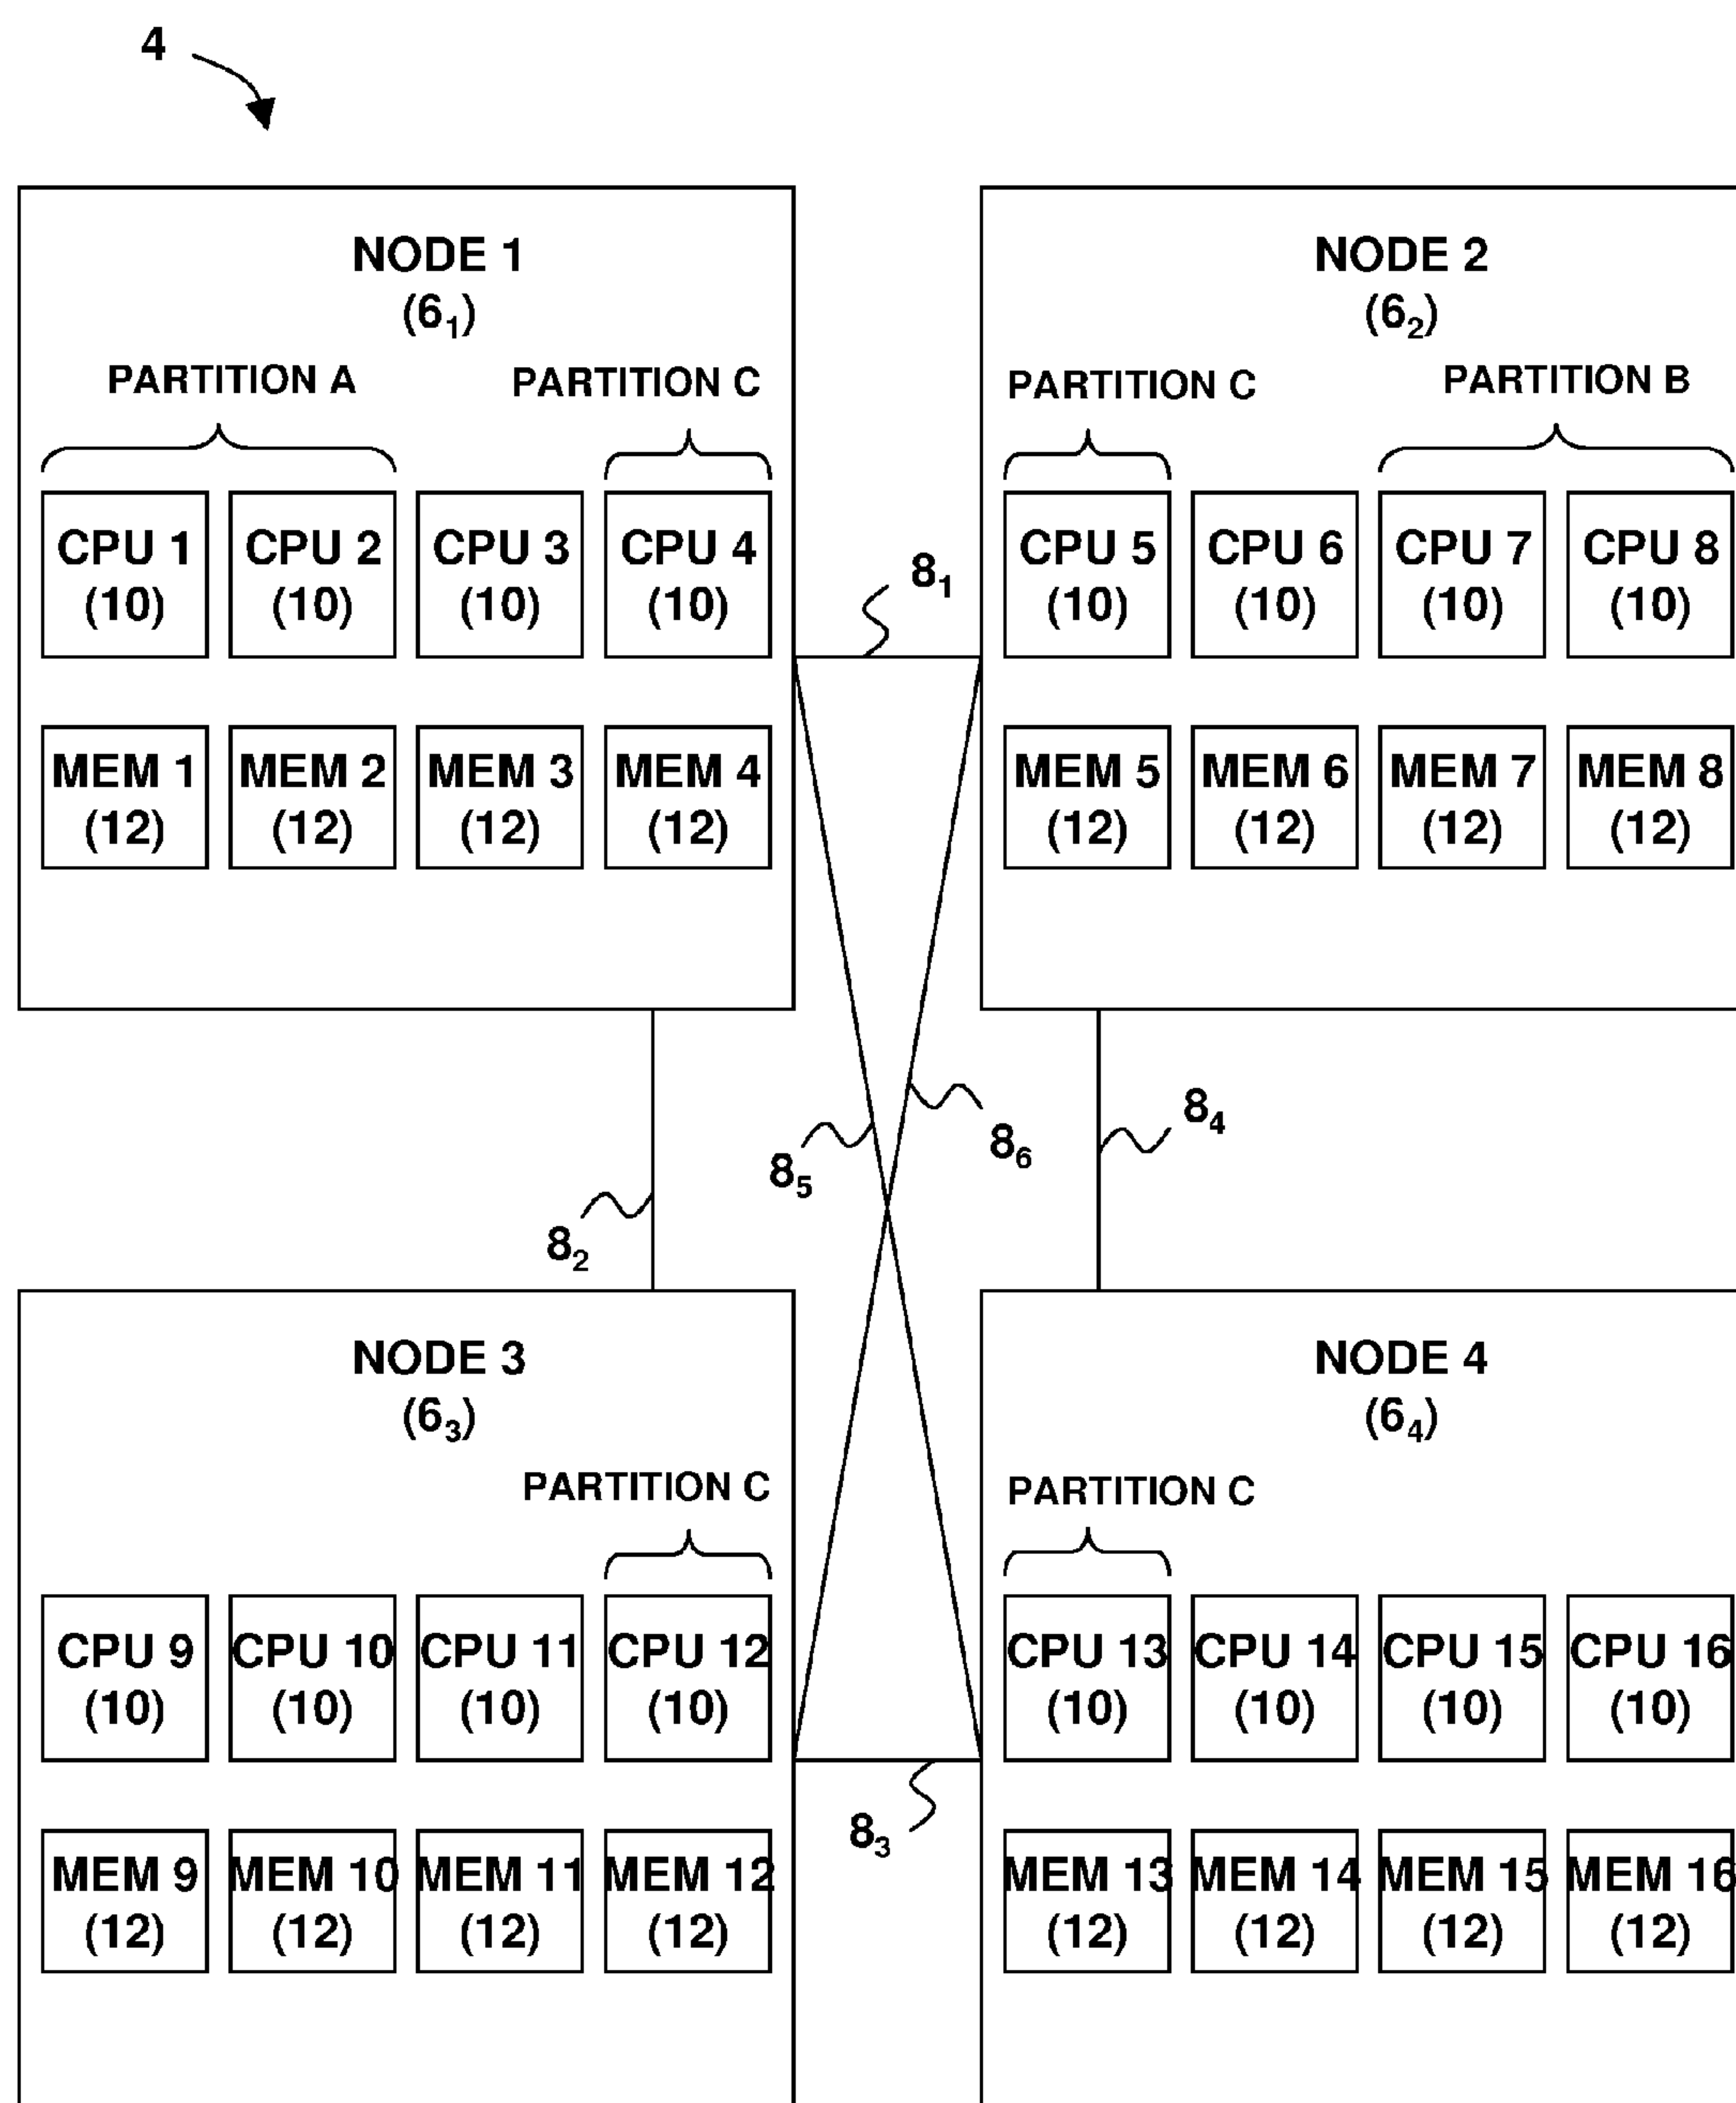 4
NODE 1
(6₁)
PARTITION A
PARTITION C
CPU 1
(10)
CPU 2
(10)
CPU 3
(10)
CPU 4
(10)
MEM 1
(12)
MEM 2
(12)
MEM 3
(12)
MEM 4
(12)
NODE 2
(6₂)
PARTITION C
PARTITION B
CPU 5
(10)
CPU 6
(10)
CPU 7
(10)
CPU 8
(10)
MEM 5
(12)
MEM 6
(12)
MEM 7
(12)
MEM 8
(12)
8₁
8₂
8₅
8₆
8₄
NODE 3
(6₃)
PARTITION C
CPU 9
(10)
CPU 10
(10)
CPU 11
(10)
CPU 12
(10)
MEM 9
(12)
MEM 10
(12)
MEM 11
(12)
MEM 12
(12)
8₃
NODE 4
(6₄)
PARTITION C
CPU 13
(10)
CPU 14
(10)
CPU 15
(10)
CPU 16
(10)
MEM 13
(12)
MEM 14
(12)
MEM 15
(12)
MEM 16
(12)